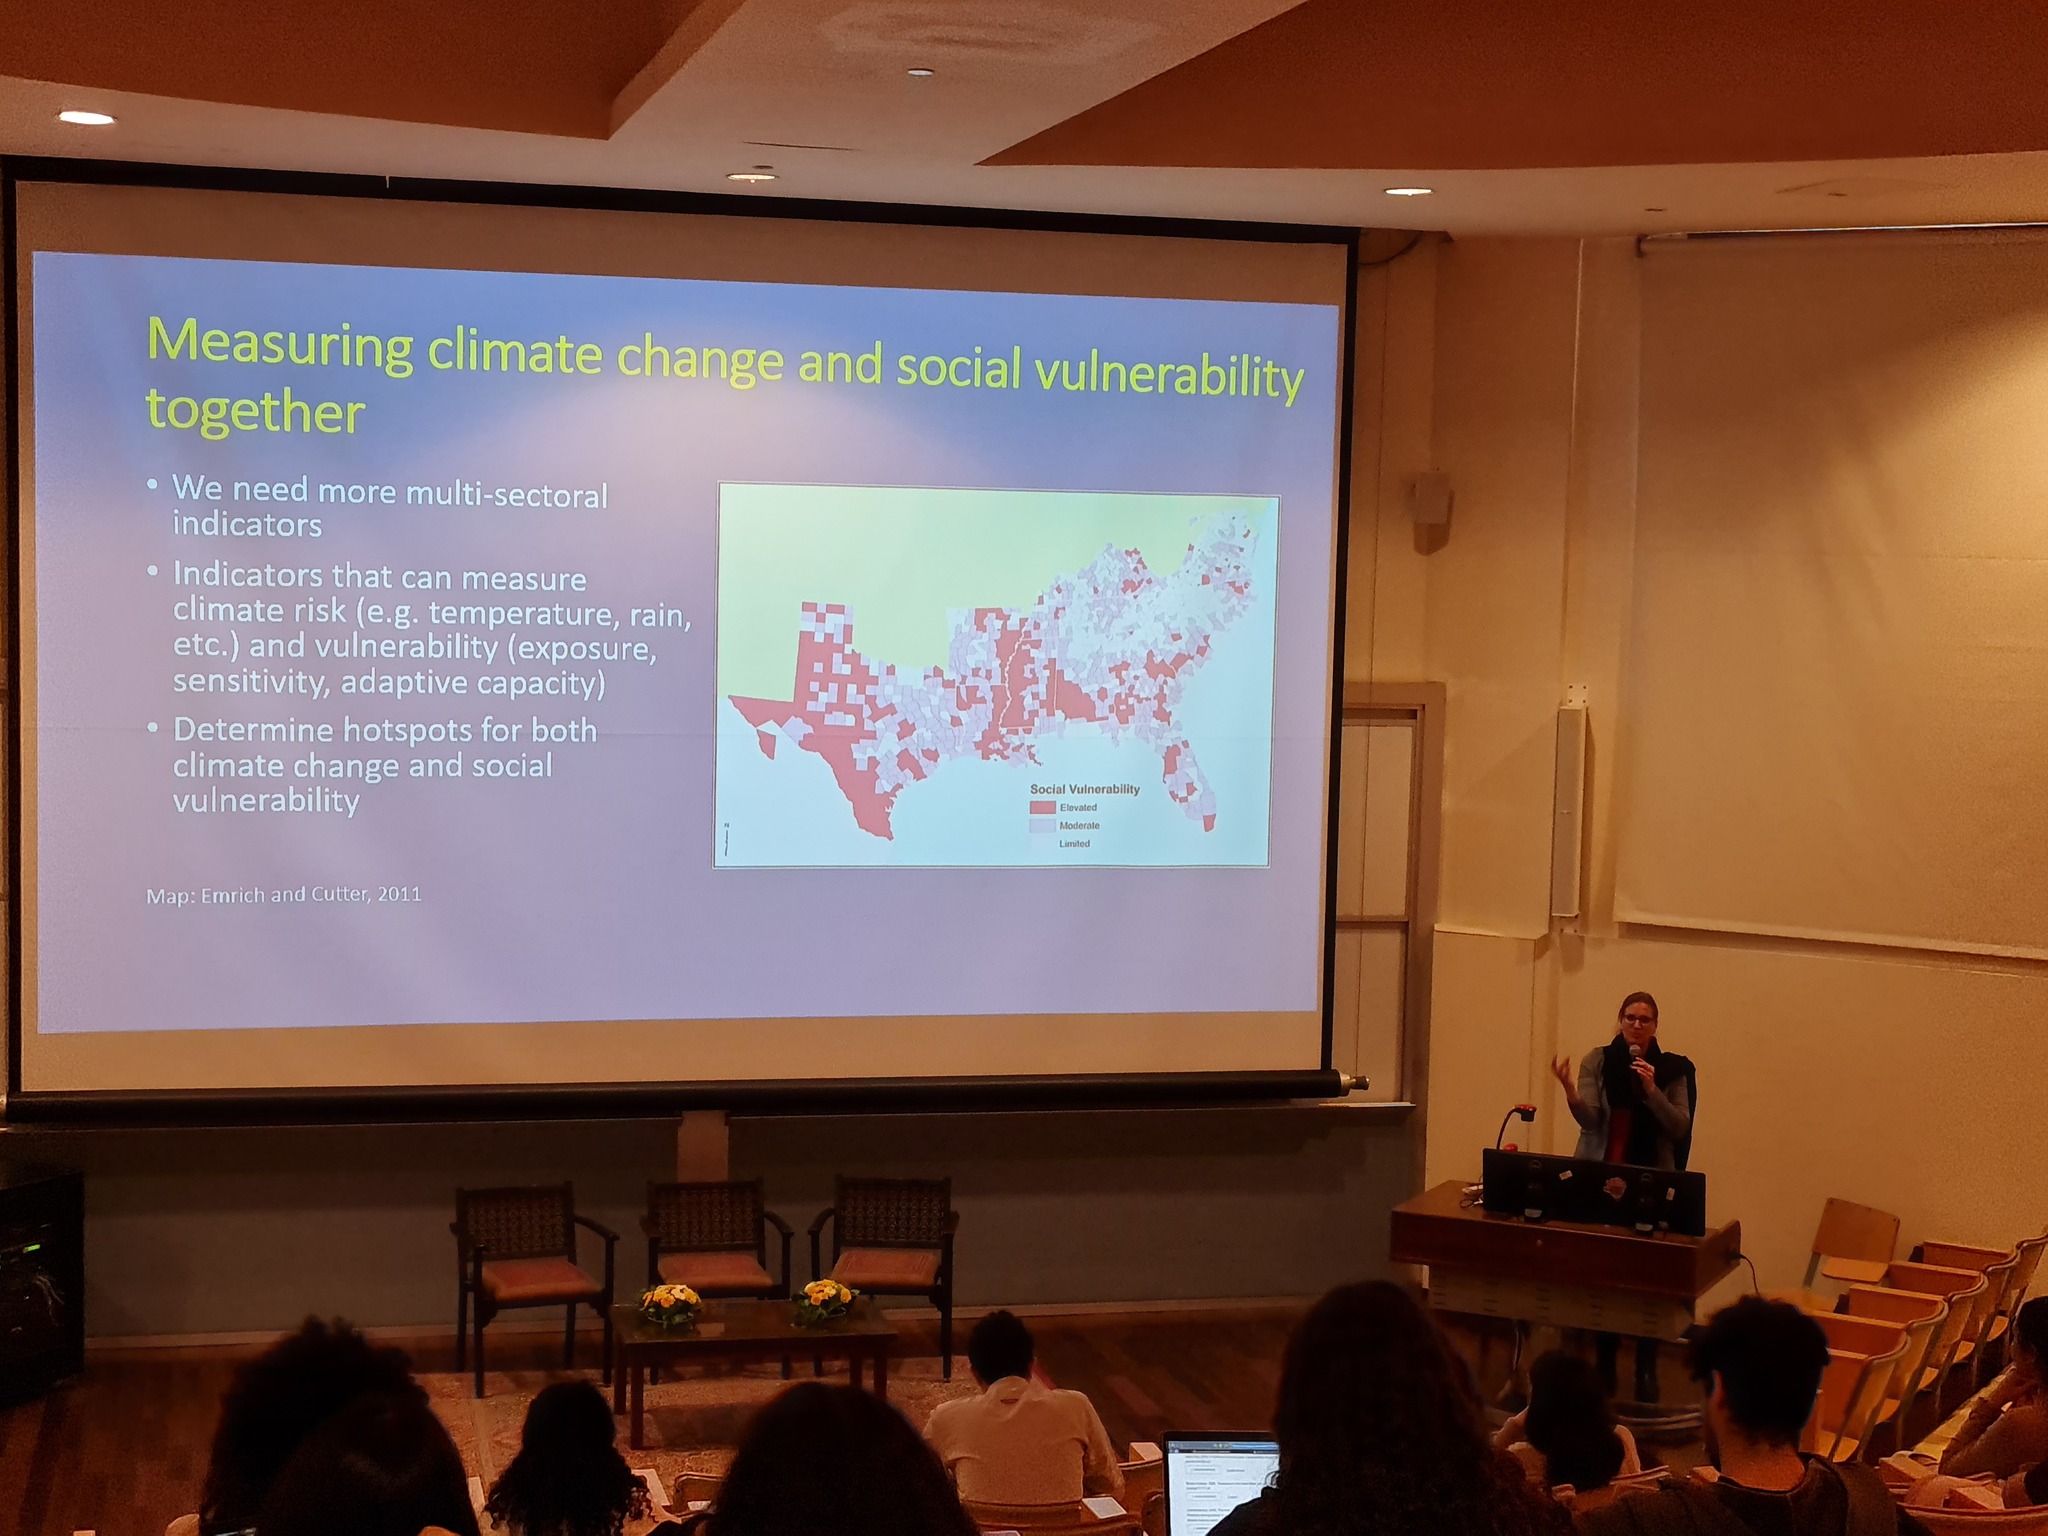 Measuring climate change and social vulnerability
together
• We need more multi-sectoral
indicators
• Indicators that can measure
climate risk (e.g. temperature, rain,
etc.) and vulnerability (exposure,
sensitivity, adaptive capacity)
• Determine hotspots for both
climate change and social
vulnerability
Map: Emrich and Cutter, 2011
Social Vulnerability
Elevated
Moderate
Limited